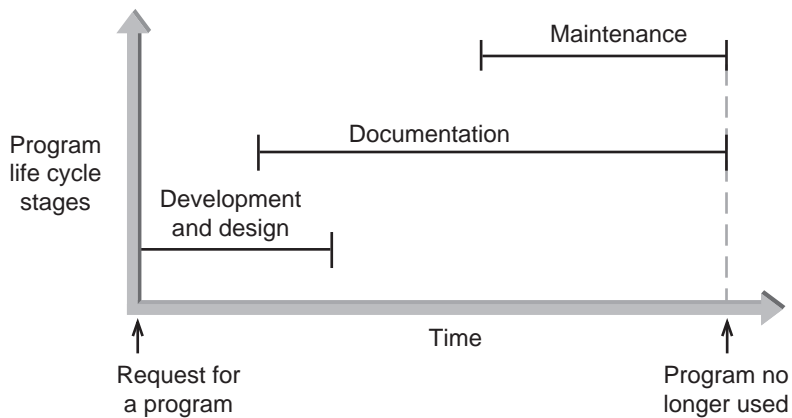 Maintenance
Documentation
Program
life cycle
stages
Development
and design
Time
Request for
a program
Program no
longer used